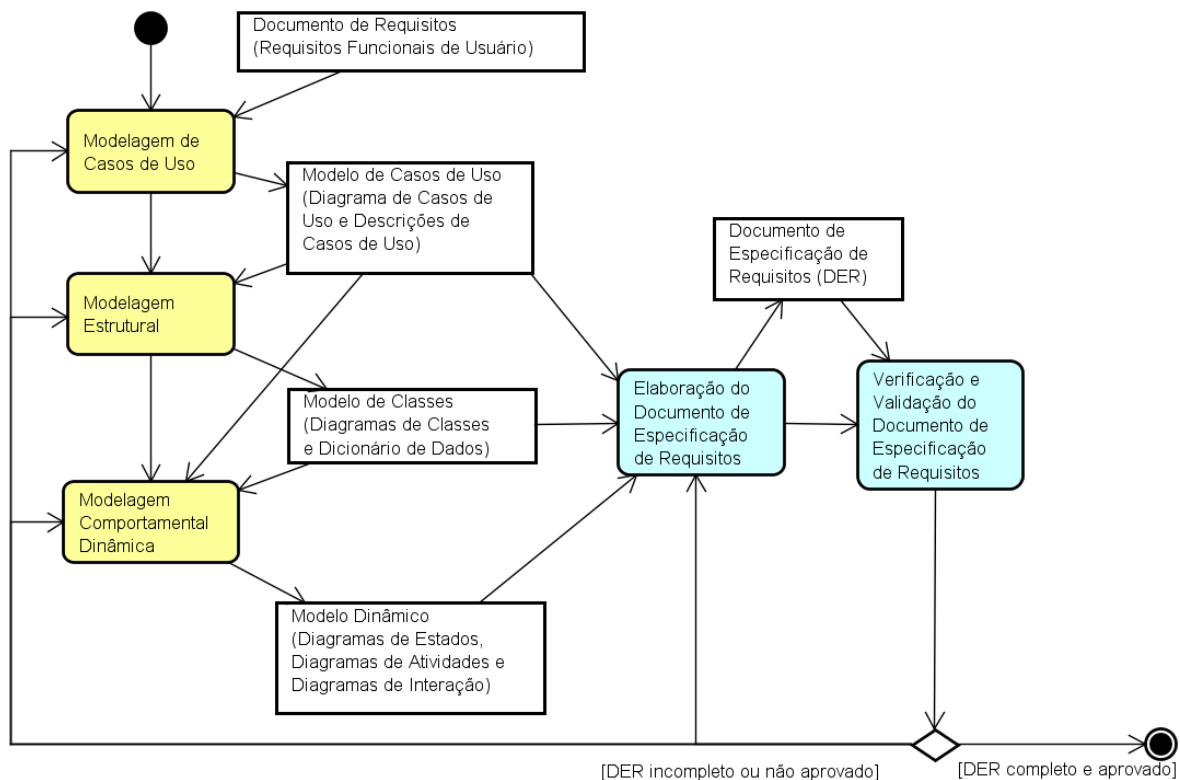 Documento de Requisitos
(Requisitos Funcionais de Usuário)
Modelagem de
Casos de Uso
Modelo de Casos de Uso
(Diagrama de Casos de
Uso e Descrições de
Casos de Uso)
Documento de
Especificação de
Requisitos (DER)
Modelagem
Estrutural
Modelo de Classes
(Diagramas de Classes
e Dicionário de Dados)
Elaboração do
Documento de
Especificação
de Requisitos
Verificação e
Validação do
Documento de
Especificação
de Requisitos
Modelagem
Comportamental
Dinâmica
Modelo Dinâmico
(Diagramas de Estados,
Diagramas de Atividades e
Diagramas de Interação)
[DER incompleto ou não aprovado]
[DER completo e aprovado]